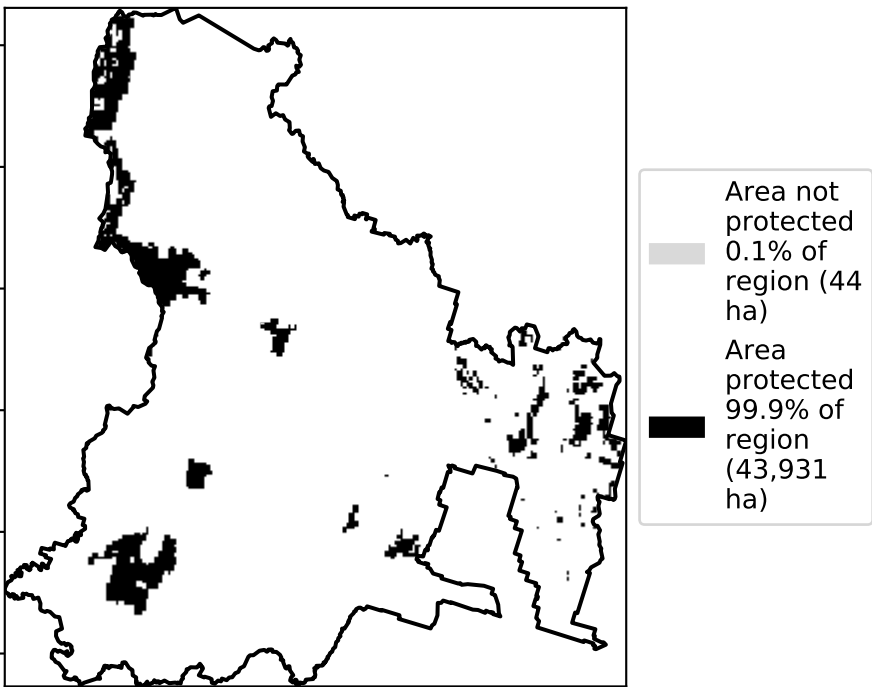 Area not
protected
0.1% of
region (44
ha)
Area
protected
99.9% of
region
(43,931
ha)